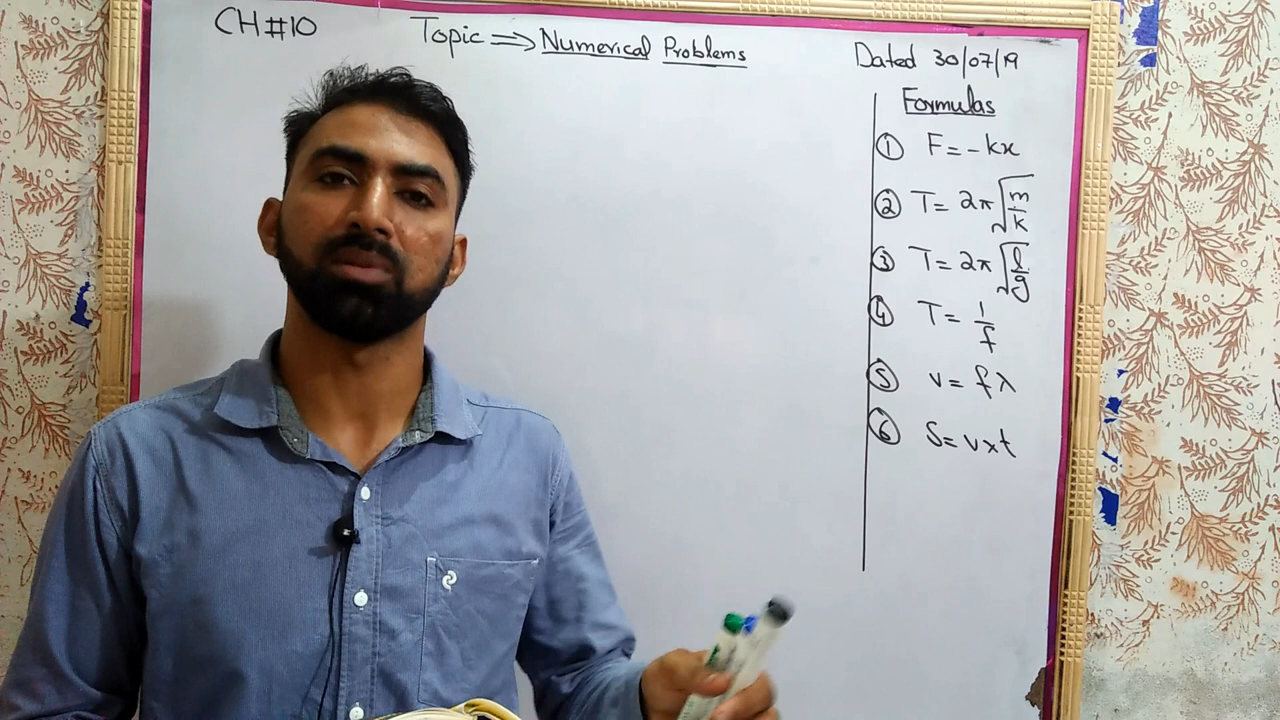 CH#10
Topic ⇒ Numerical Problems
Dated 30/07/19
Formulas
① F = -kx
② T = 2π√(m/k)
③ T = 2π√(l/g)
④ T = 1/f
⑤ v = fλ
⑥ S = v×t